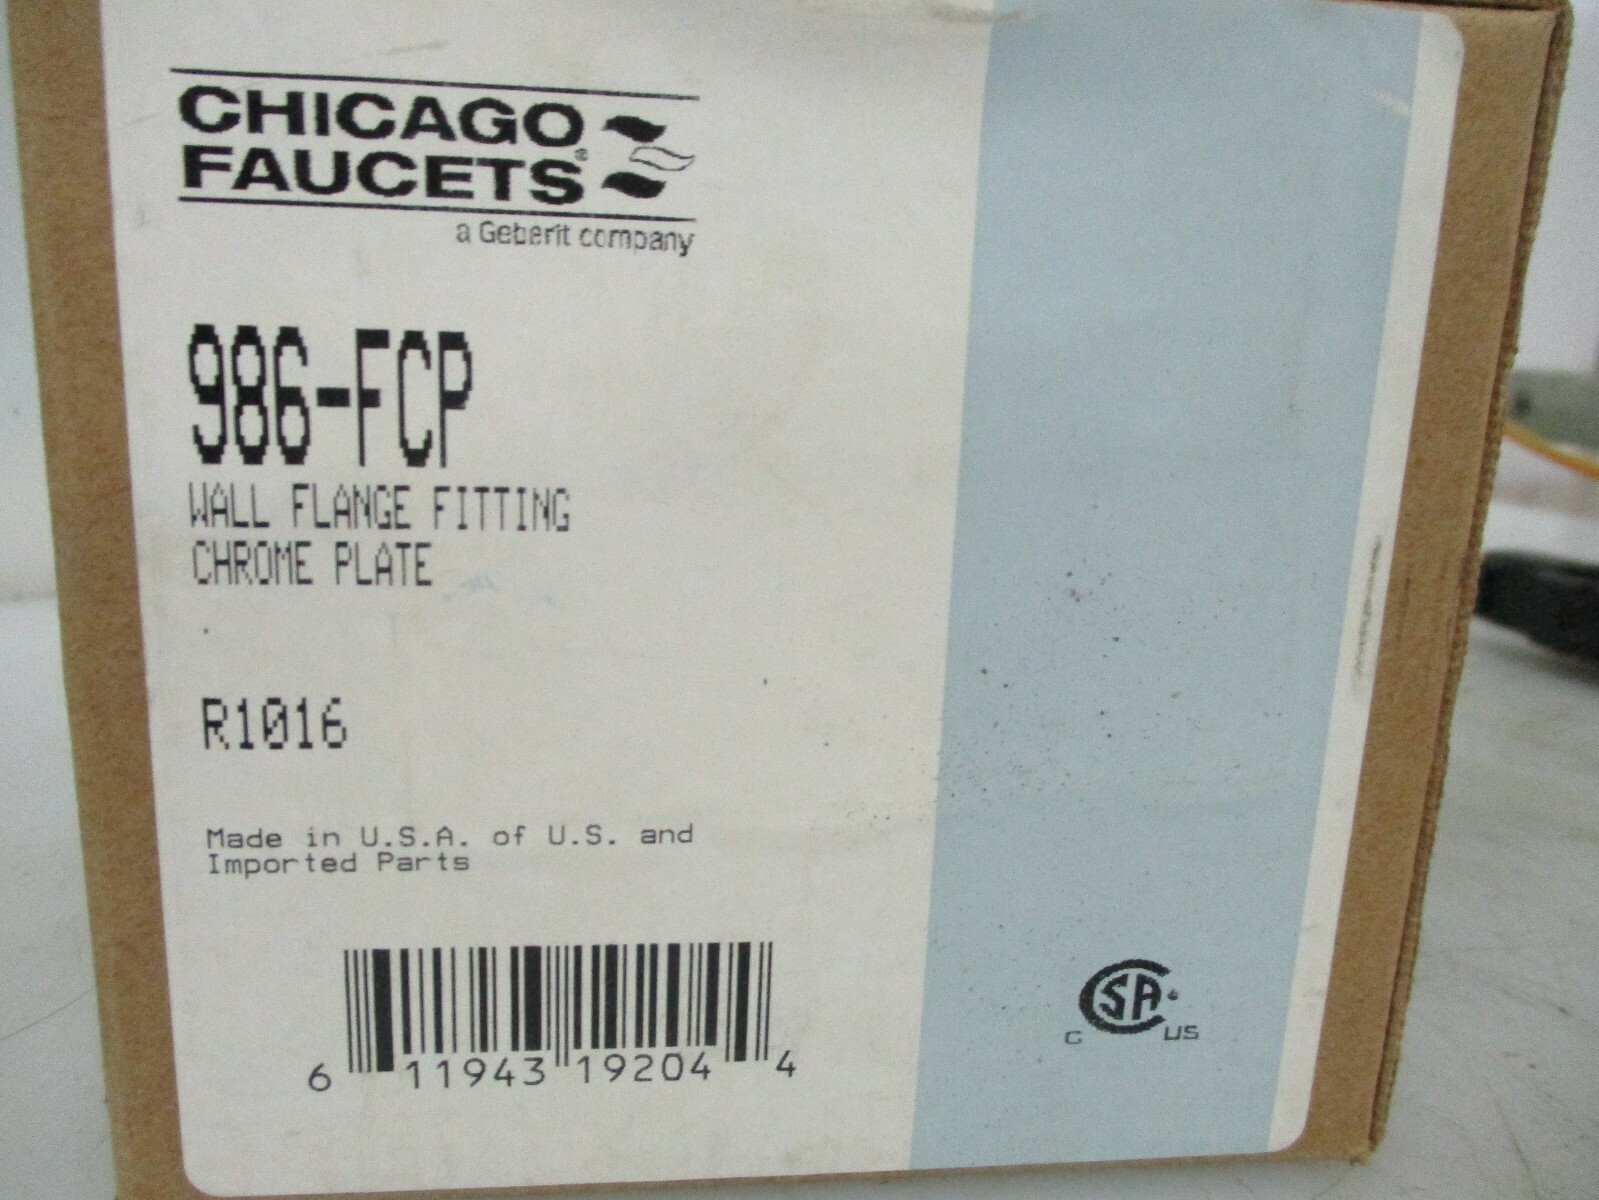 CHICAGO
FAUCETS®
a Geberit company
986-FCP
WALL FLANGE FITTING
CHROME PLATE
R1016
Made in U.S.A. of U.S. and
Imported Parts
6 11943 19204 4
C SA® US